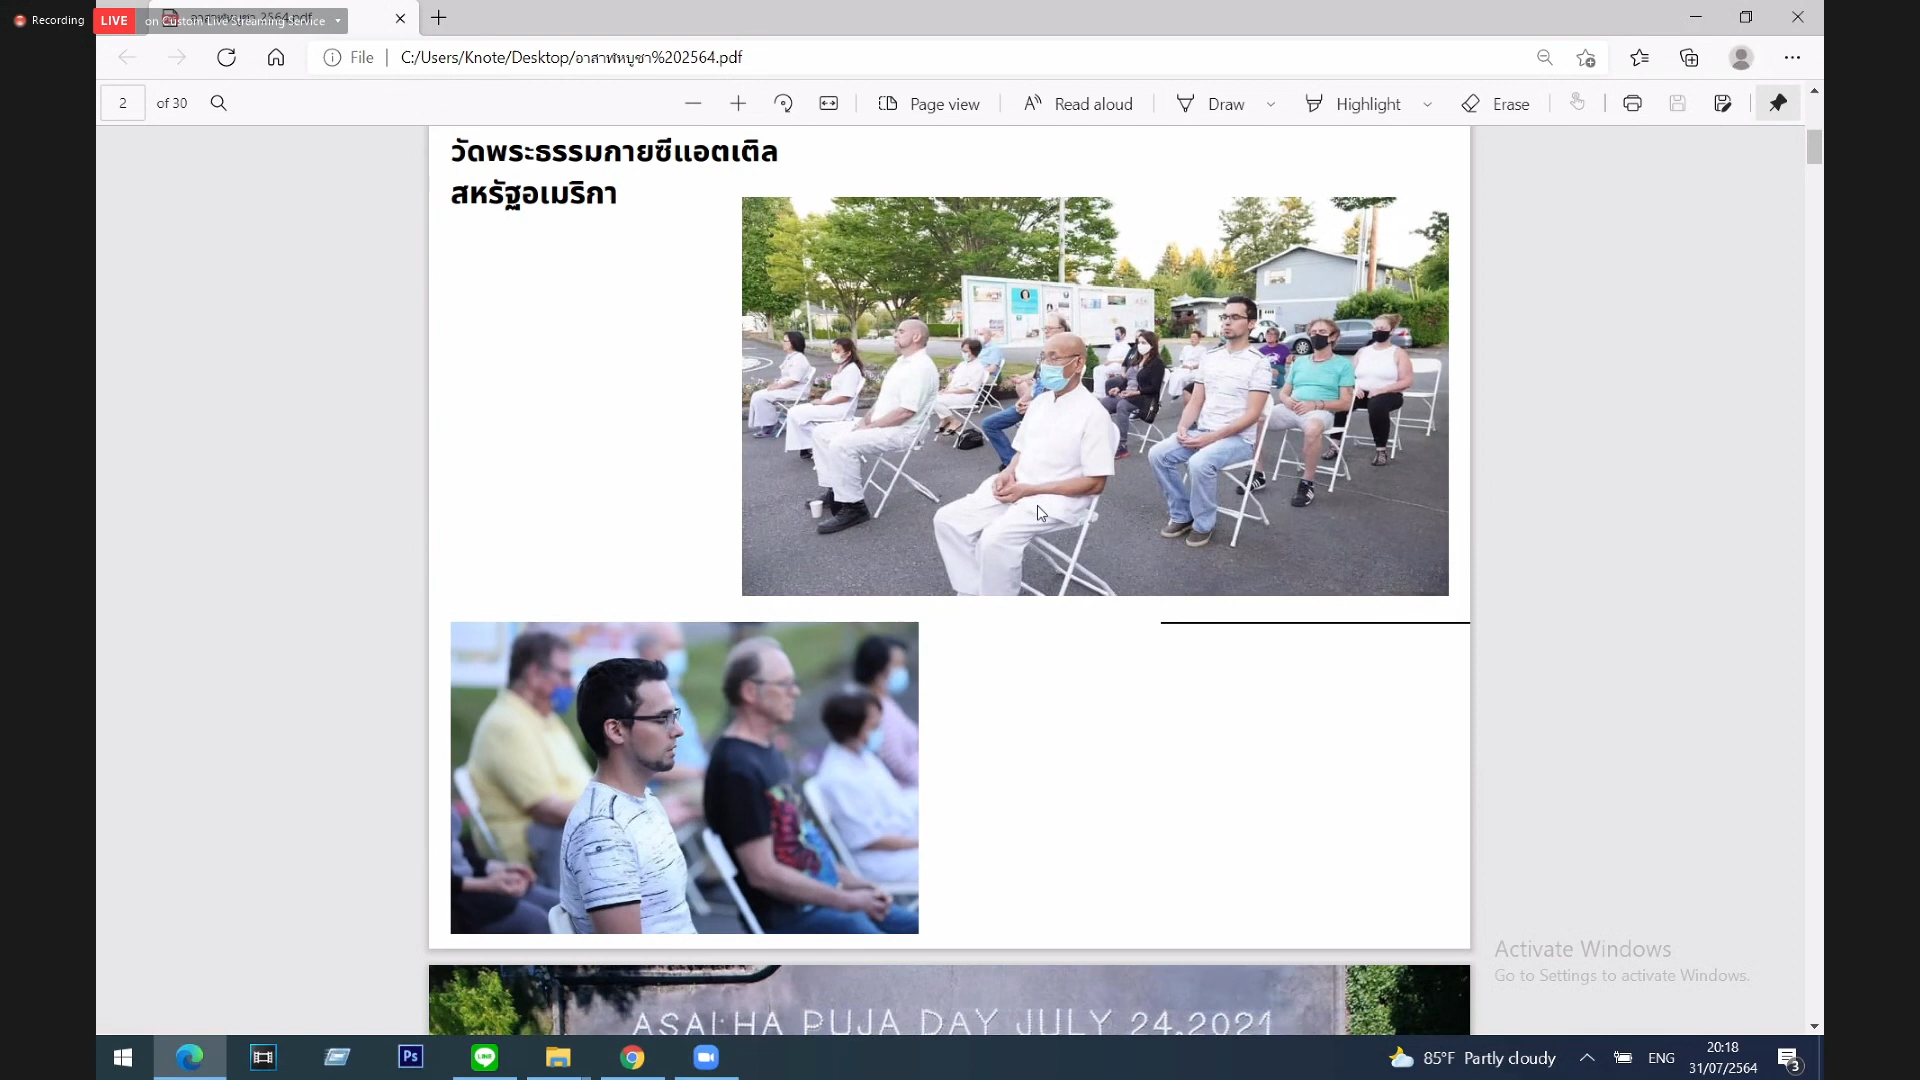 Recording
LIVE
on Custom Live Streaming Service
File
C:/Users/Knote/Desktop/อาสาฬหบูชา%202564.pdf
2
of 30
Page view
Read aloud
Draw
Highlight
Erase
วัดพระธรรมกายซีแอตเติล
สหรัฐอเมริกา
Activate Windows
Go to Settings to activate Windows.
ASALHA PUJA DAY JULY 24,2021
Ps
LINE
85°F Partly cloudy
ENG
20:18
31/07/2564
3